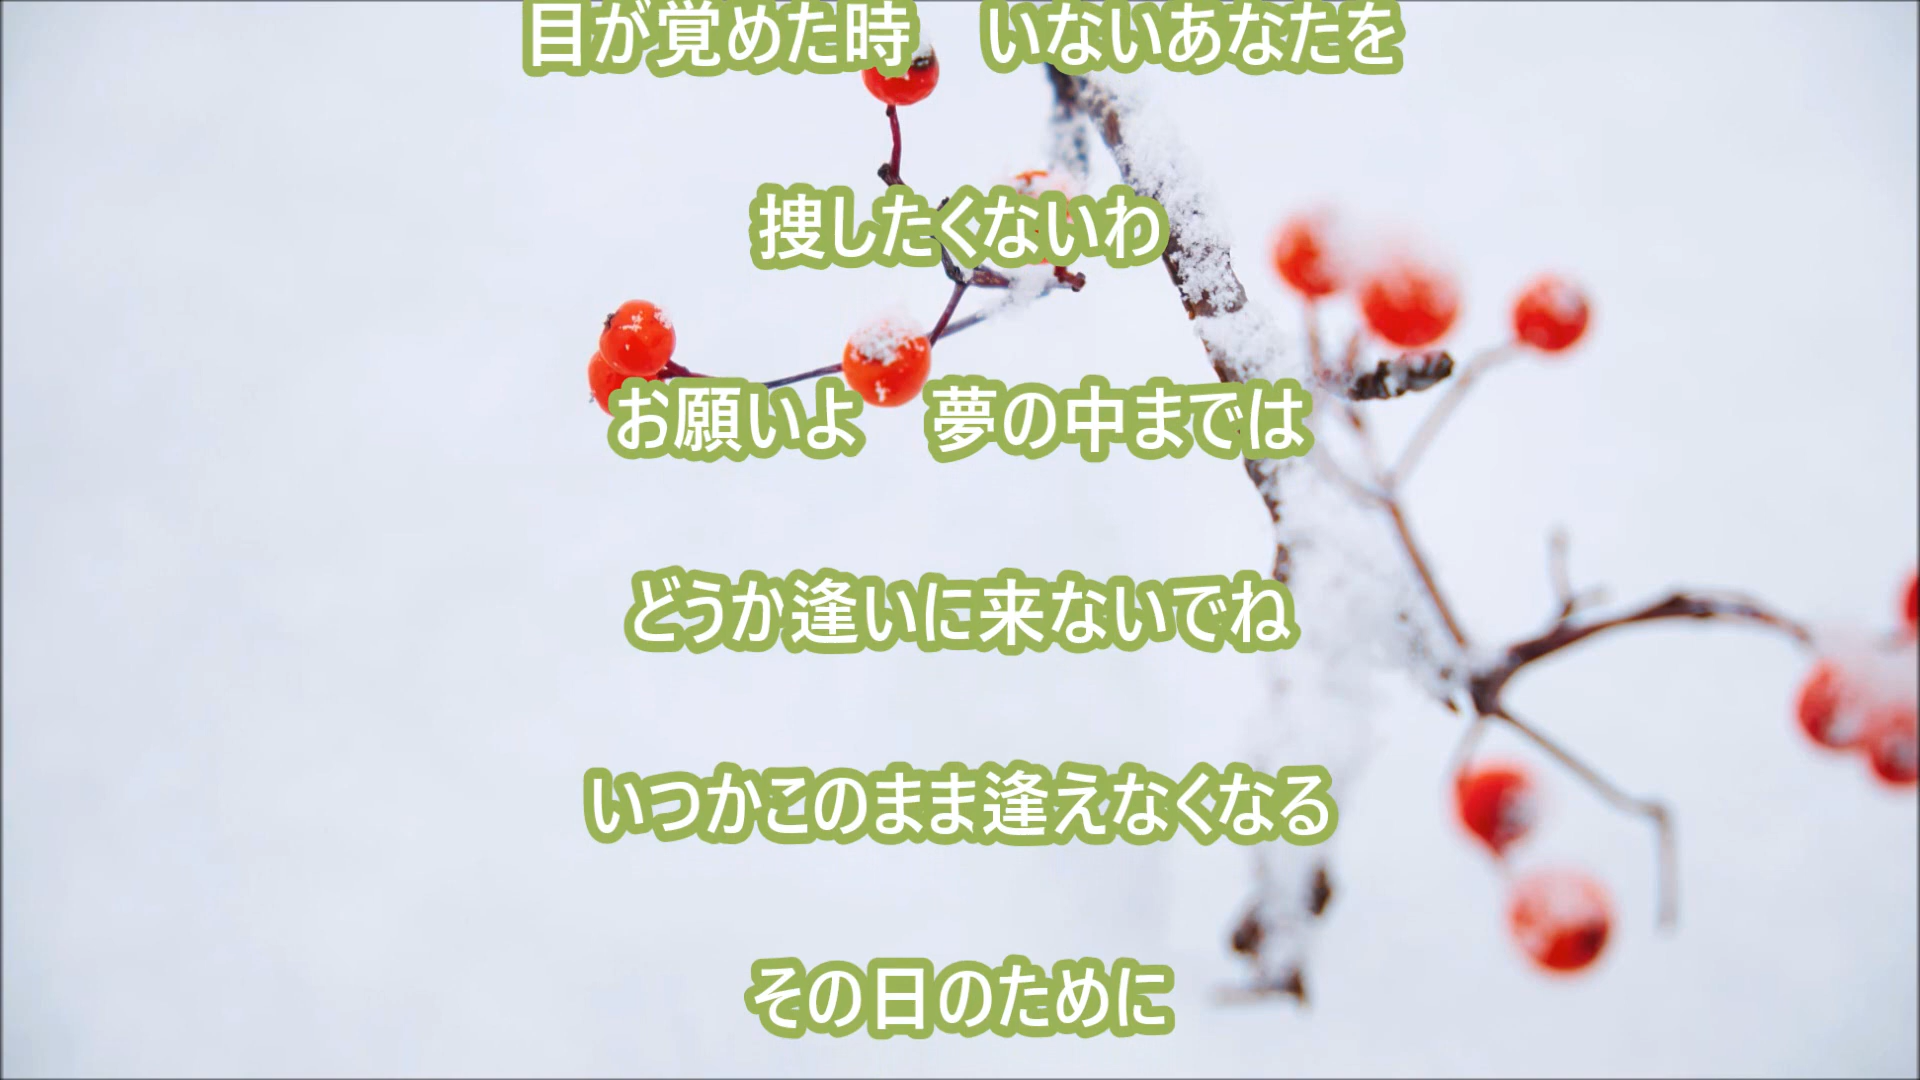 目が覚めた時　いないあなたを
捜したくないわ
お願いよ　夢の中までは
どうか逢いに来ないでね
いつかこのまま逢えなくなる
その日のために